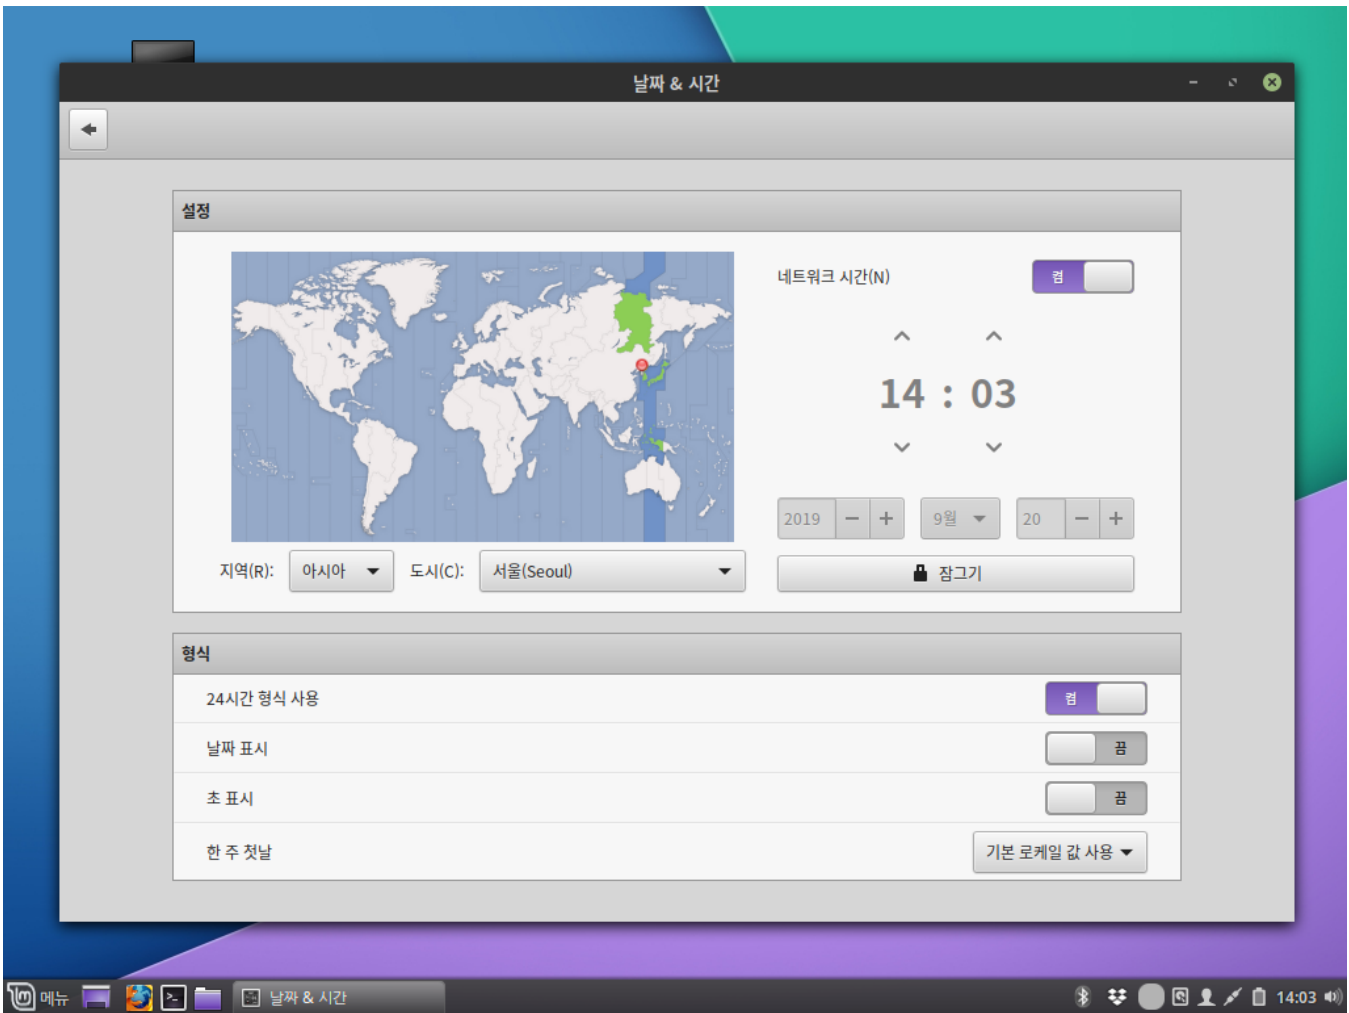 날짜 & 시간
설정
네트워크 시간(N)
켬
14 : 03
2019 − + 9월 20 − +
지역(R): 아시아 도시(C): 서울(Seoul)
잠그기
형식
24시간 형식 사용
켬
날짜 표시
끔
초 표시
끔
한 주 첫날
기본 로케일 값 사용
메뉴
날짜 & 시간
14:03